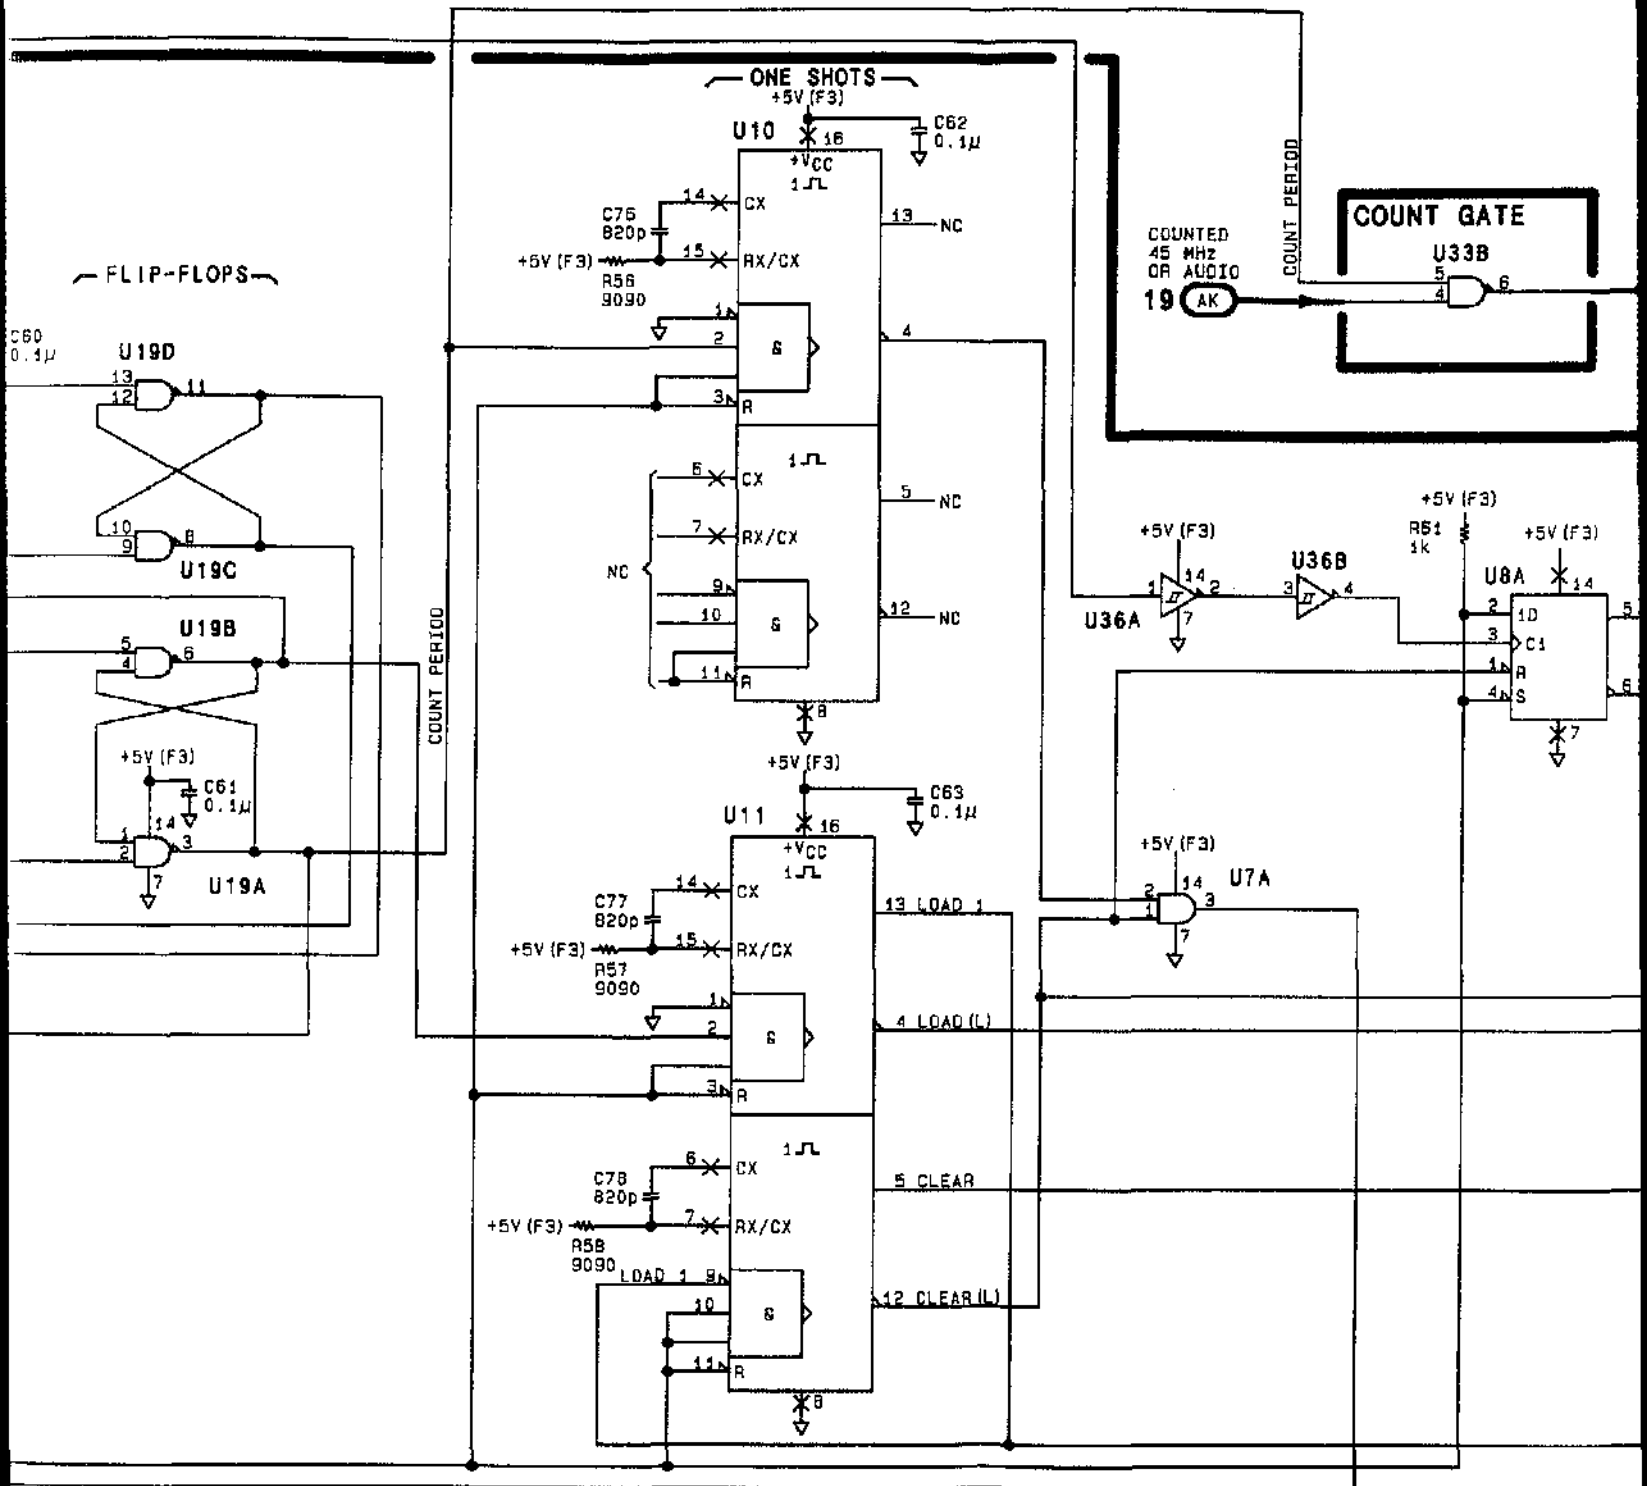 ONE SHOTS
+5V(F3)
U10
16
C62
0.1µ
+VCC
1
14
CX
C76
820p
13
NC
+5V(F3)
15
RX/CX
R56
9090
1
2
&
4
3
R
COUNT PERIOD
COUNTED
45 MHz
OR AUDIO
19
AK
COUNT GATE
U33B
5
4
6
FLIP-FLOPS
C60
0.1µ
U19D
13
12
11
10
9
8
U19C
U19B
5
4
6
COUNT PERIOD
+5V(F3)
C61
0.1µ
14
1
2
3
7
U19A
1
6
CX
5
NC
7
RX/CX
NC
9
10
&
12
NC
11
R
8
+5V(F3)
1
14
2
U36A
7
U36B
3
4
+5V(F3)
R61
1k
+5V(F3)
U8A
14
2
1D
5
3
C1
1
R
4
S
6
7
+5V(F3)
U11
16
C63
0.1µ
+VCC
1
14
CX
C77
820p
13 LOAD 1
+5V(F3)
15
RX/CX
R57
9090
1
2
&
4 LOAD(L)
3
R
+5V(F3)
U7A
14
2
1
3
7
1
6
CX
C78
820p
5 CLEAR
+5V(F3)
7
RX/CX
R58
9090
LOAD 1
9
10
&
12 CLEAR(L)
11
R
8